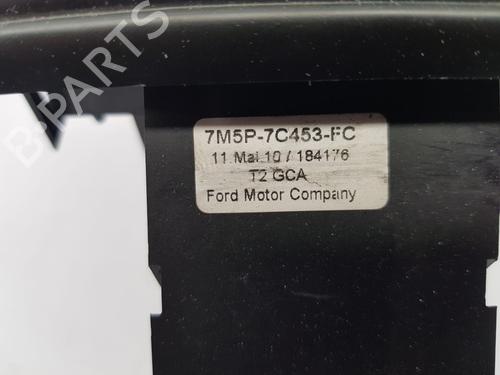 7M5P-7C453-FC
11 Mai 10 / 184176
T2 GCA
Ford Motor Company
B-PARTS